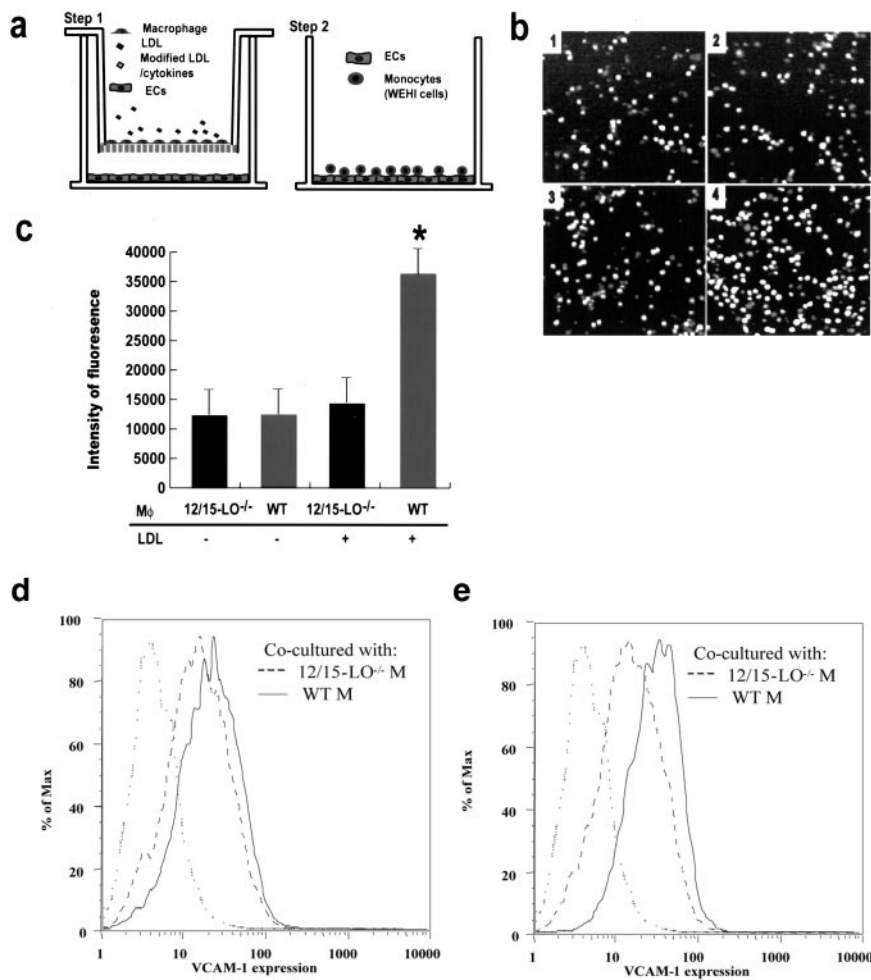 a
Step 1
Macrophage
LDL
Modified LDL
/cytokines
ECs
Step 2
ECs
Monocytes
(WEHI cells)
b
1
2
3
4
c
Intensity of fluoresence
40000
35000
30000
25000
20000
15000
10000
5000
0
*
Mϕ 12/15-LO-/- WT 12/15-LO-/- WT
LDL - - + +
d
% of Max
100
80
60
40
20
0
Co-cultured with:
12/15-LO-/- M
WT M
1 10 100 1000 10000
VCAM-1 expression
e
% of Max
100
80
60
40
20
0
Co-cultured with:
12/15-LO-/- M
WT M
1 10 100 1000 10000
VCAM-1 expression